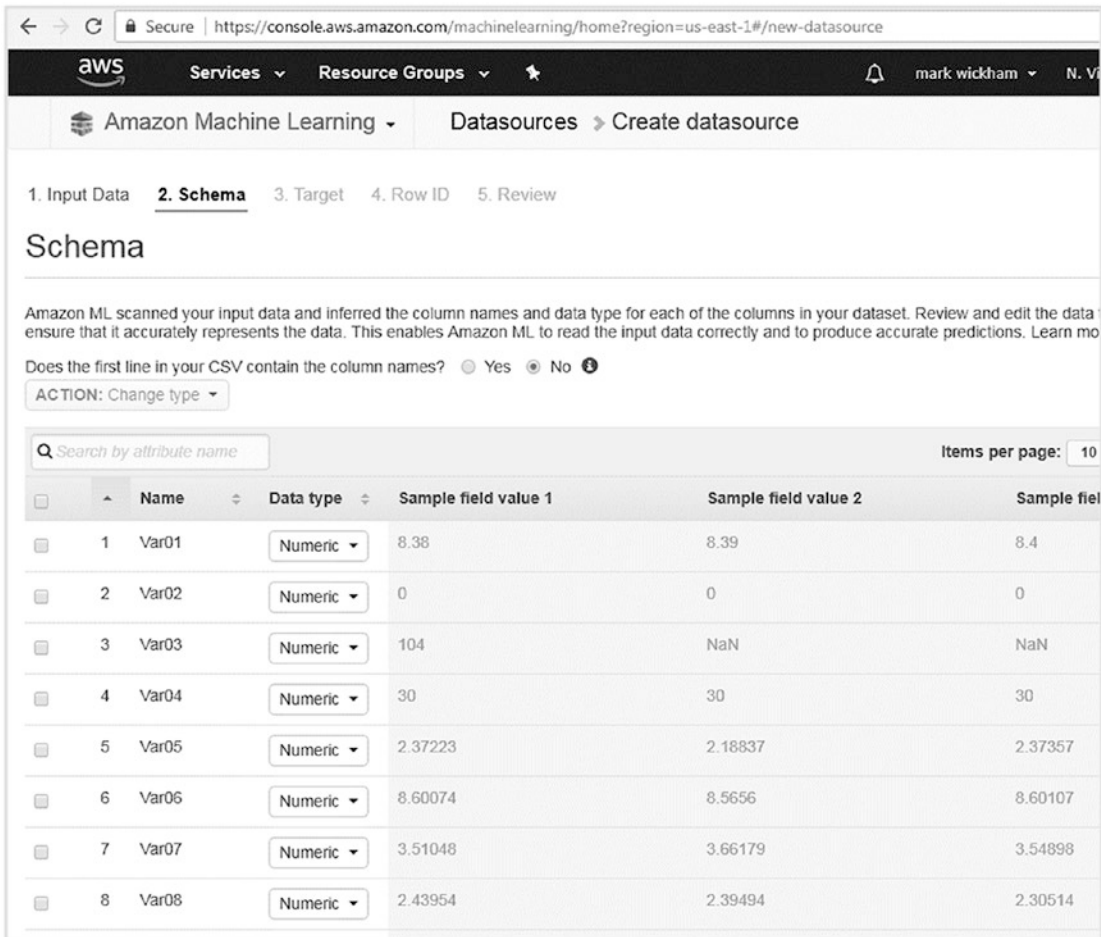 Secure | https://console.aws.amazon.com/machinelearning/home?region=us-east-1#/new-datasource
aws Services Resource Groups mark wickham N. Vi
Amazon Machine Learning Datasources > Create datasource
1. Input Data 2. Schema 3. Target 4. Row ID 5. Review
Schema
Amazon ML scanned your input data and inferred the column names and data type for each of the columns in your dataset. Review and edit the data
ensure that it accurately represents the data. This enables Amazon ML to read the input data correctly and to produce accurate predictions. Learn mo
Does the first line in your CSV contain the column names? Yes No
ACTION: Change type
Search by attribute name Items per page: 10
Name Data type Sample field value 1 Sample field value 2 Sample fiel
1 Var01 Numeric 8.38 8.39 8.4
2 Var02 Numeric 0 0 0
3 Var03 Numeric 104 NaN NaN
4 Var04 Numeric 30 30 30
5 Var05 Numeric 2.37223 2.18837 2.37357
6 Var06 Numeric 8.60074 8.5656 8.60107
7 Var07 Numeric 3.51048 3.66179 3.54898
8 Var08 Numeric 2.43954 2.39494 2.30514